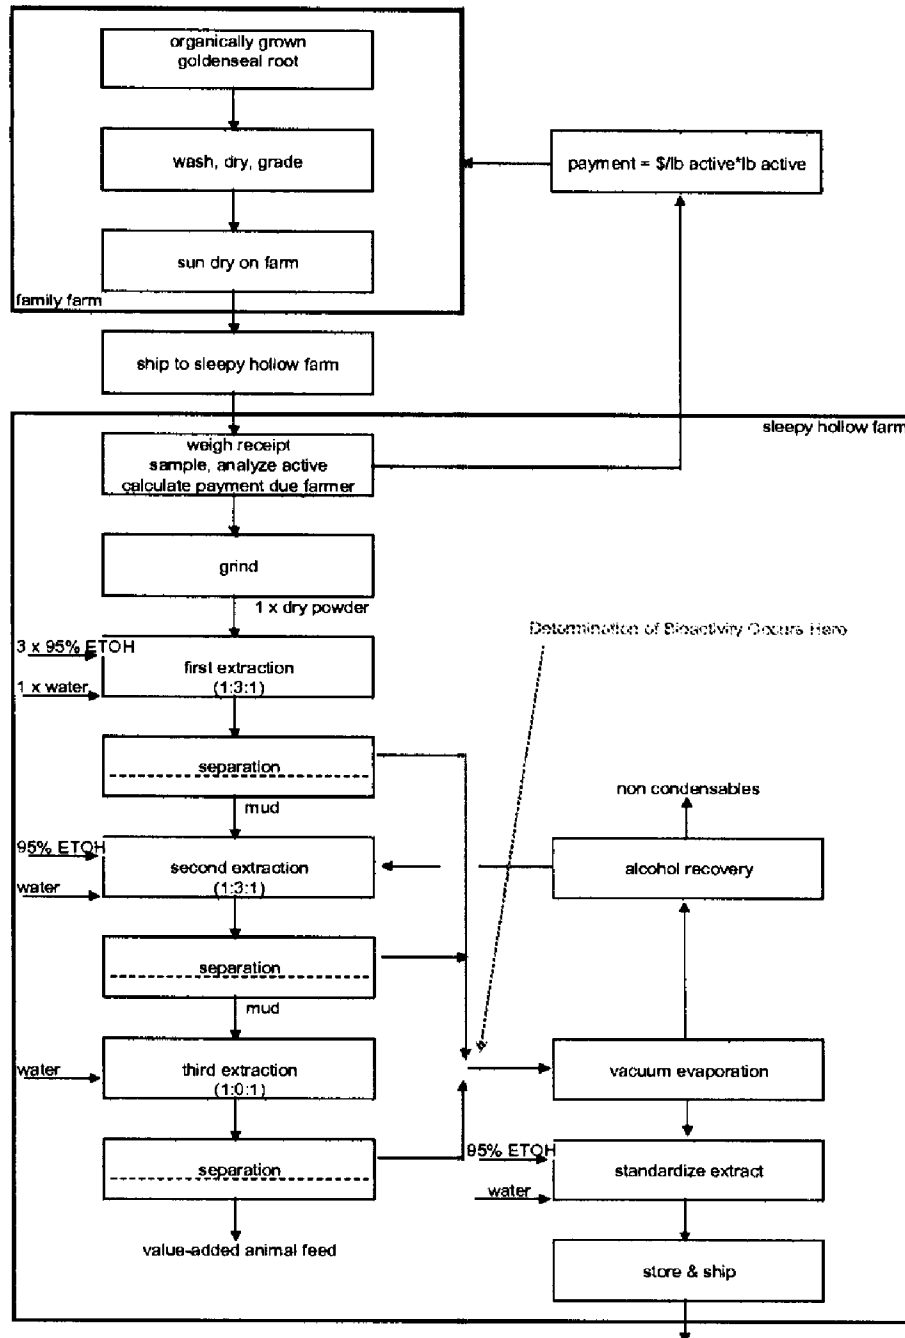 organically grown
goldenseal root
wash, dry, grade
payment = $/lb active*lb active
sun dry on farm
family farm
ship to sleepy hollow farm
sleepy hollow farm
weigh receipt
sample, analyze active
calculate payment due farmer
grind
1 x dry powder
Determination of Bioactivity Occurs Here
3 x 95% ETOH
first extraction
(1:3:1)
1 x water
separation
mud
non condensables
95% ETOH
second extraction
(1:3:1)
alcohol recovery
water
separation
mud
water
third extraction
(1:0:1)
vacuum evaporation
separation
95% ETOH
standardize extract
water
value-added animal feed
store & ship